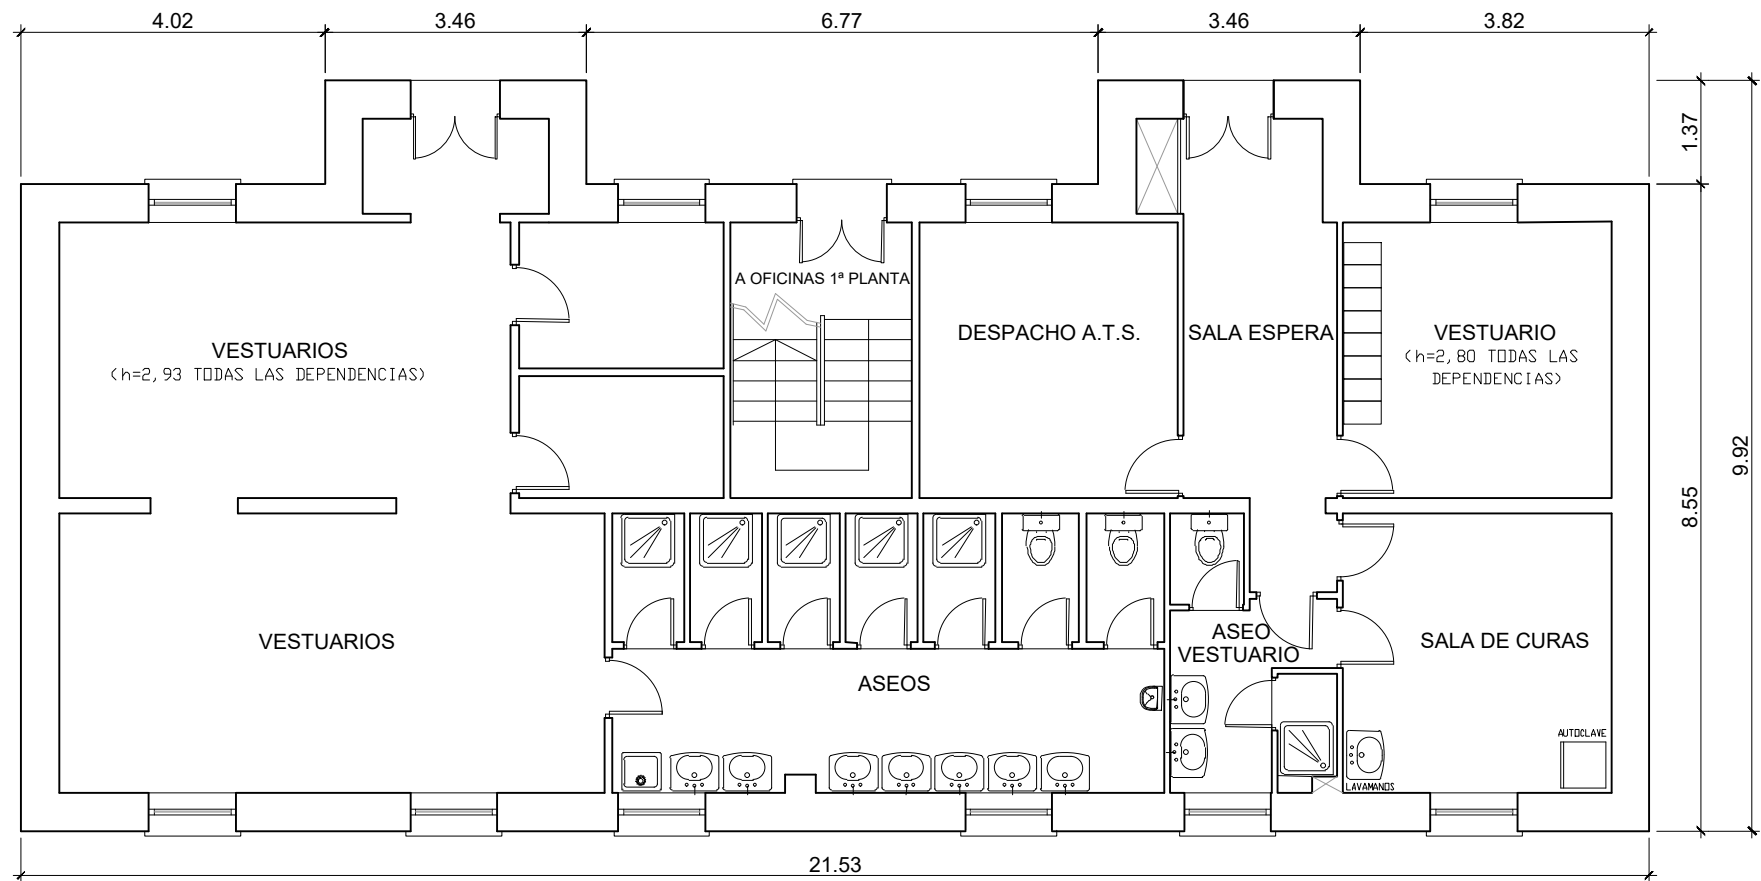 4.02
3.46
6.77
3.46
3.82
1.37
8.55
9.92
A OFICINAS 1ª PLANTA
VESTUARIOS
(h=2,93 TODAS LAS DEPENDENCIAS)
DESPACHO A.T.S.
SALA ESPERA
VESTUARIO
(h=2,80 TODAS LAS
DEPENDENCIAS)
VESTUARIOS
ASEOS
ASEO
VESTUARIO
SALA DE CURAS
AUTOCLAVE
LAVAMANOS
21.53